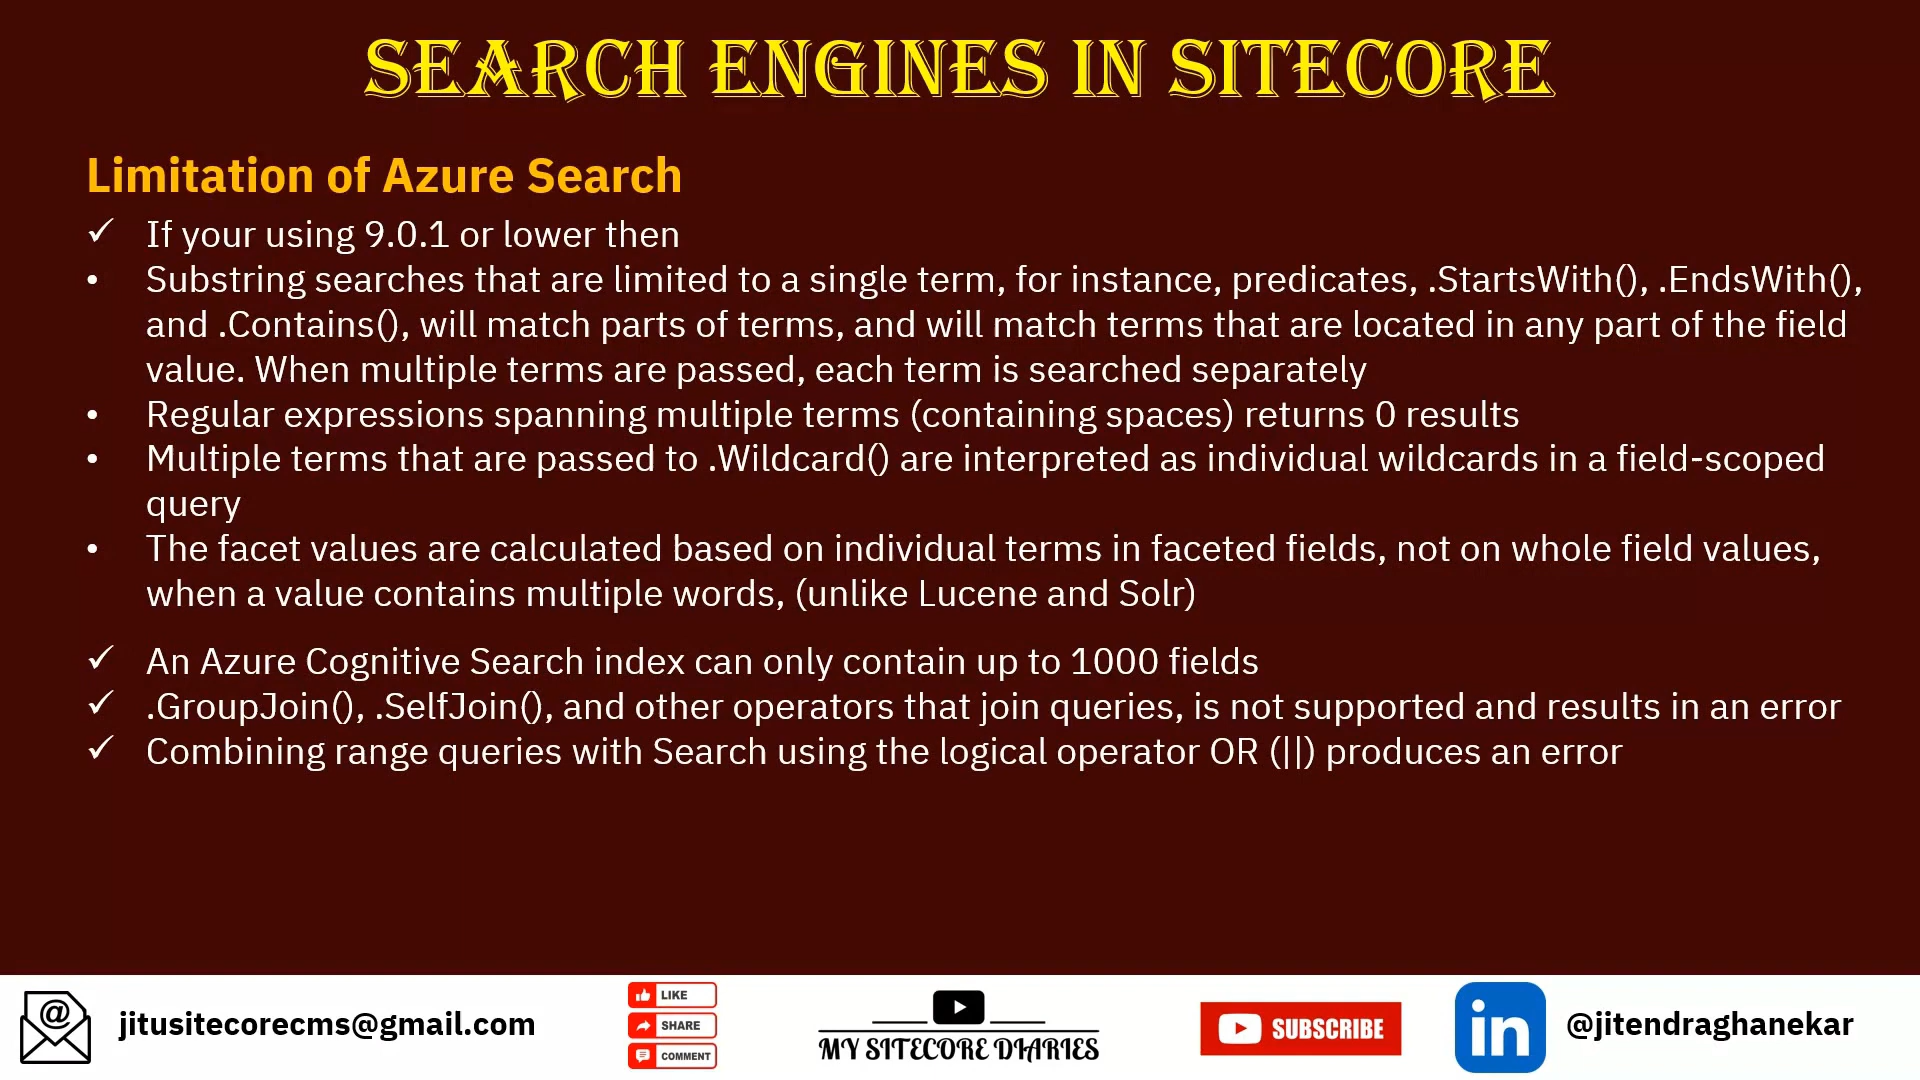 SEARCH ENGINES IN SITECORE
Limitation of Azure Search
✓ If your using 9.0.1 or lower then
• Substring searches that are limited to a single term, for instance, predicates, .StartsWith(), .EndsWith(),
and .Contains(), will match parts of terms, and will match terms that are located in any part of the field
value. When multiple terms are passed, each term is searched separately
• Regular expressions spanning multiple terms (containing spaces) returns 0 results
• Multiple terms that are passed to .Wildcard() are interpreted as individual wildcards in a field-scoped
query
• The facet values are calculated based on individual terms in faceted fields, not on whole field values,
when a value contains multiple words, (unlike Lucene and Solr)
✓ An Azure Cognitive Search index can only contain up to 1000 fields
✓ .GroupJoin(), .SelfJoin(), and other operators that join queries, is not supported and results in an error
✓ Combining range queries with Search using the logical operator OR (||) produces an error
@
jitusitecorecms@gmail.com
LIKE
SHARE
COMMENT
MY SITECORE DIARIES
SUBSCRIBE
in
@jitendraghanekar